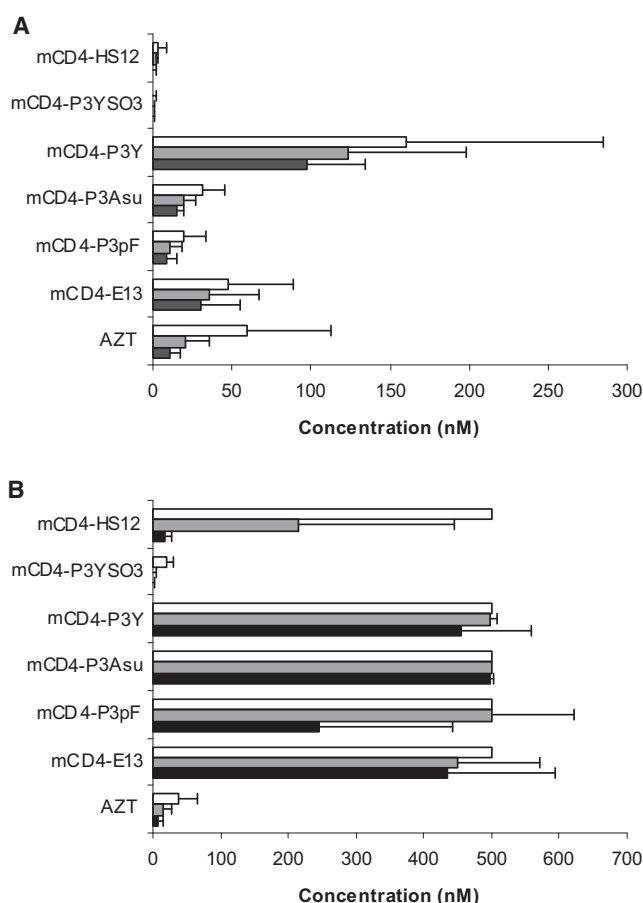 A
mCD4-HS12
mCD4-P3YSO3
mCD4-P3Y
mCD4-P3Asu
mCD4-P3pF
mCD4-E13
AZT
0 50 100 150 200 250 300
Concentration (nM)
B
mCD4-HS12
mCD4-P3YSO3
mCD4-P3Y
mCD4-P3Asu
mCD4-P3pF
mCD4-E13
AZT
0 100 200 300 400 500 600 700
Concentration (nM)